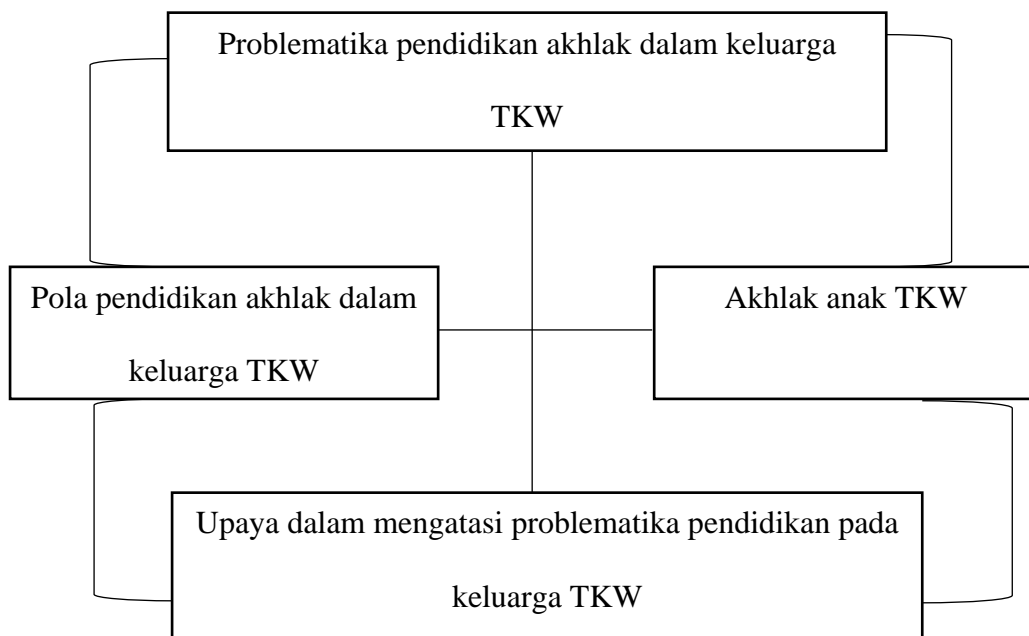 Problematika pendidikan akhlak dalam keluarga
TKW
Pola pendidikan akhlak dalam
keluarga TKW
Akhlak anak TKW
Upaya dalam mengatasi problematika pendidikan pada
keluarga TKW